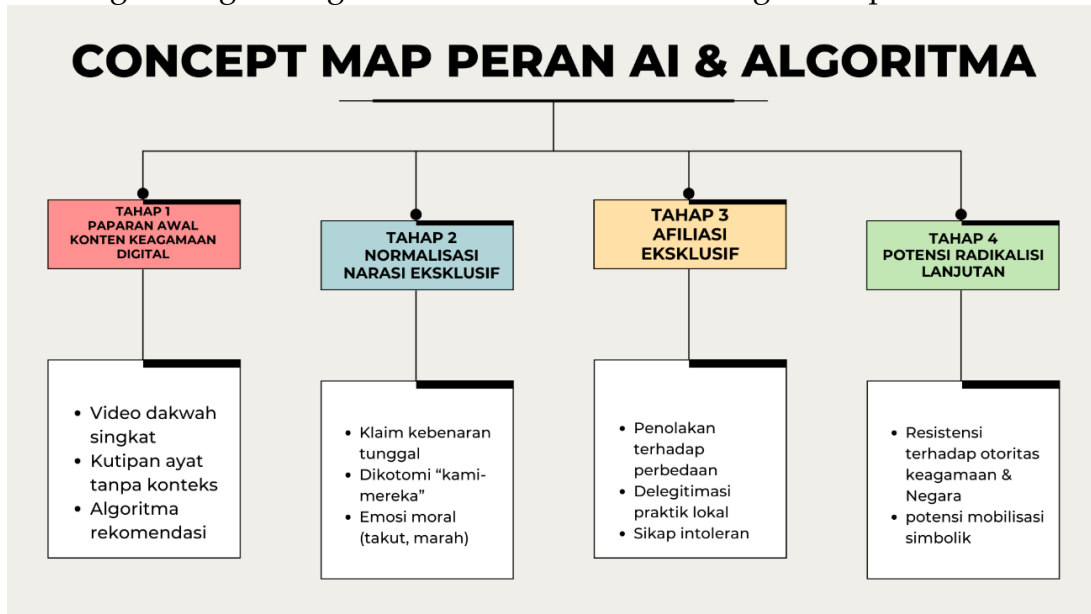 CONCEPT MAP PERAN AI & ALGORITMA
TAHAP 1
PAPARAN AWAL
KONTEN KEAGAMAAN
DIGITAL
• Video dakwah
singkat
• Kutipan ayat
tanpa konteks
• Algoritma
rekomendasi
TAHAP 2
NORMALISASI
NARASI EKSKLUSIF
• Klaim kebenaran
tunggal
• Dikotomi “kami-
mereka”
• Emosi moral
(takut, marah)
TAHAP 3
AFILIASI
EKSKLUSIF
• Penolakan
terhadap
perbedaan
• Delegitimasi
praktik lokal
• Sikap intoleran
TAHAP 4
POTENSI RADIKALISI
LANJUTAN
• Resistensi
terhadap otoritas
keagamaan &
Negara
• potensi mobilisasi
simbolik